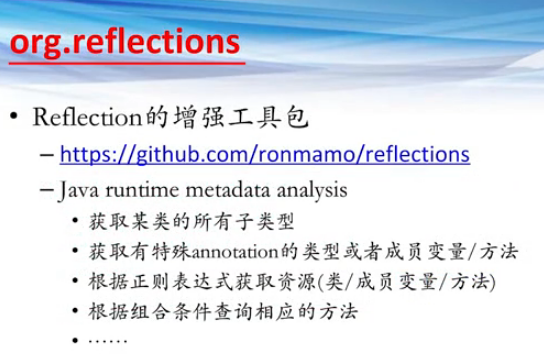 org.reflections
• Reflection的增强工具包
– https://github.com/ronmamo/reflections
– Java runtime metadata analysis
• 获取某类的所有子类型
• 获取有特殊annotation的类型或者成员变量/方法
• 根据正则表达式获取资源(类/成员变量/方法)
• 根据组合条件查询相应的方法
• ……